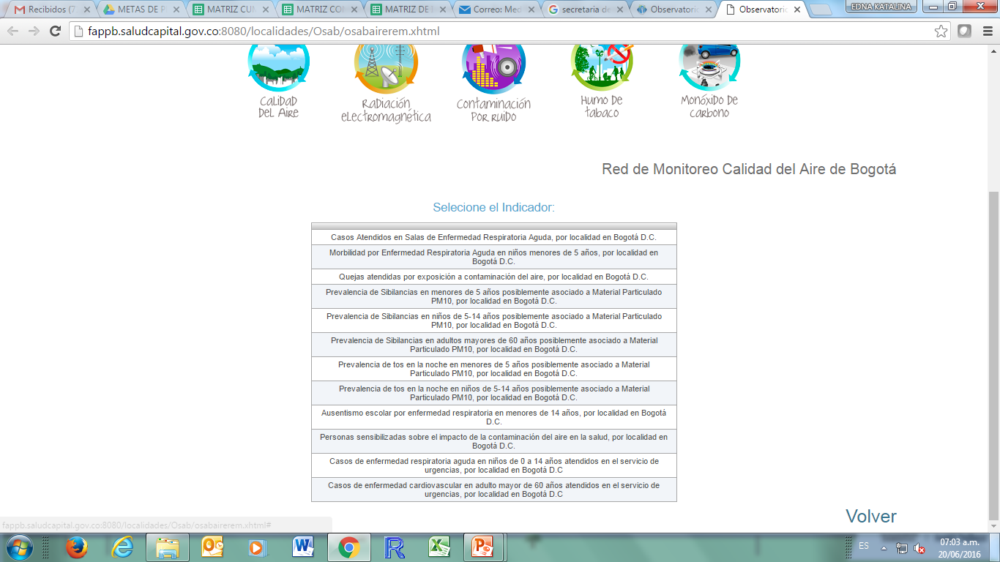 Recibidos (7
METAS DE P
MATRIZ CUM
MATRIZ CON
MATRIZ DE
Correo: Med
secretaria de
Observatorio
Observatorio
EDNA KATALINA
fappb.saludcapital.gov.co:8080/localidades/Osab/osabairerem.xhtml
Calidad
del Aire
Radiación
electromagnética
Contaminación
por ruido
Humo de
tabaco
Monóxido de
carbono
Red de Monitoreo Calidad del Aire de Bogotá
Selecione el Indicador:
Casos Atendidos en Salas de Enfermedad Respiratoria Aguda, por localidad en Bogotá D.C.
Morbilidad por Enfermedad Respiratoria Aguda en niños menores de 5 años, por localidad en
Bogotá D.C.
Quejas atendidas por exposición a contaminación del aire, por localidad en Bogotá D.C.
Prevalencia de Sibilancias en menores de 5 años posiblemente asociado a Material Particulado
PM10, por localidad en Bogotá D.C.
Prevalencia de Sibilancias en niños de 5-14 años posiblemente asociado a Material Particulado
PM10, por localidad en Bogotá D.C.
Prevalencia de Sibilancias en adultos mayores de 60 años posiblemente asociado a Material
Particulado PM10, por localidad en Bogotá D.C.
Prevalencia de tos en la noche en menores de 5 años posiblemente asociado a Material
Particulado PM10, por localidad en Bogotá D.C.
Prevalencia de tos en la noche en niños de 5-14 años posiblemente asociado a Material
Particulado PM10, por localidad en Bogotá D.C.
Ausentismo escolar por enfermedad respiratoria en menores de 14 años, por localidad en Bogotá
D.C.
Personas sensibilizadas sobre el impacto de la contaminación del aire en la salud, por localidad en
Bogotá D.C.
Casos de enfermedad respiratoria aguda en niños de 0 a 14 años atendidos en el servicio de
urgencias, por localidad en Bogotá D.C
Casos de enfermedad cardiovascular en adulto mayor de 60 años atendidos en el servicio de
urgencias, por localidad en Bogotá D.C
Volver
fappb.saludcapital.gov.co:8080/localidades/Osab/osabairerem.xhtml#
ES
07:03 a.m.
20/06/2016